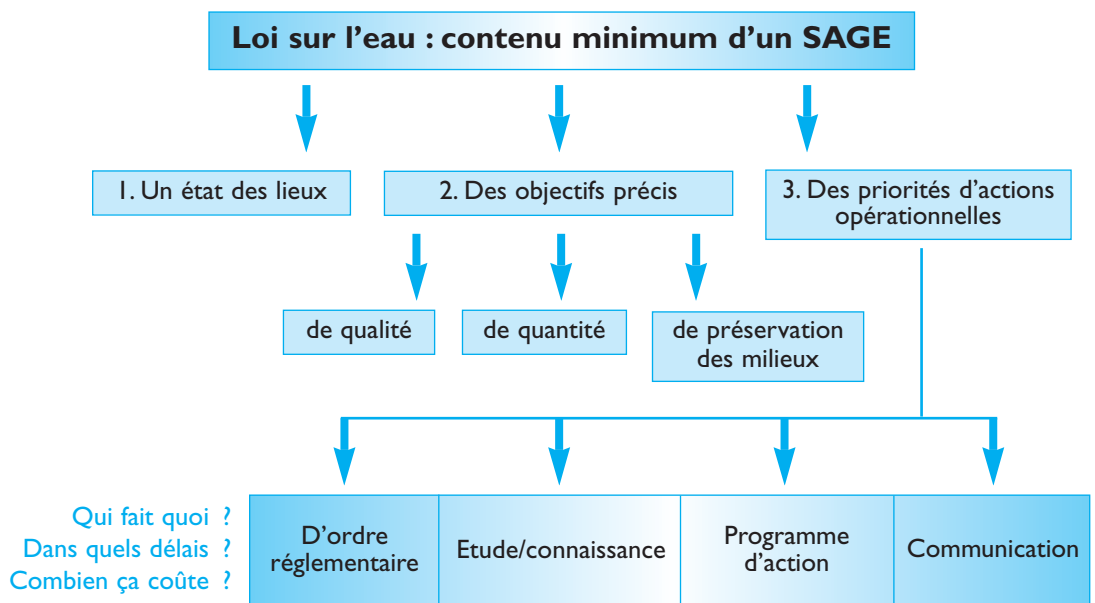 Loi sur l'eau : contenu minimum d'un SAGE
1. Un état des lieux
2. Des objectifs précis
3. Des priorités d'actions
opérationnelles
de qualité
de quantité
de préservation
des milieux
Qui fait quoi ?
Dans quels délais ?
Combien ça coûte ?
D'ordre
réglementaire
Etude/connaissance
Programme
d'action
Communication